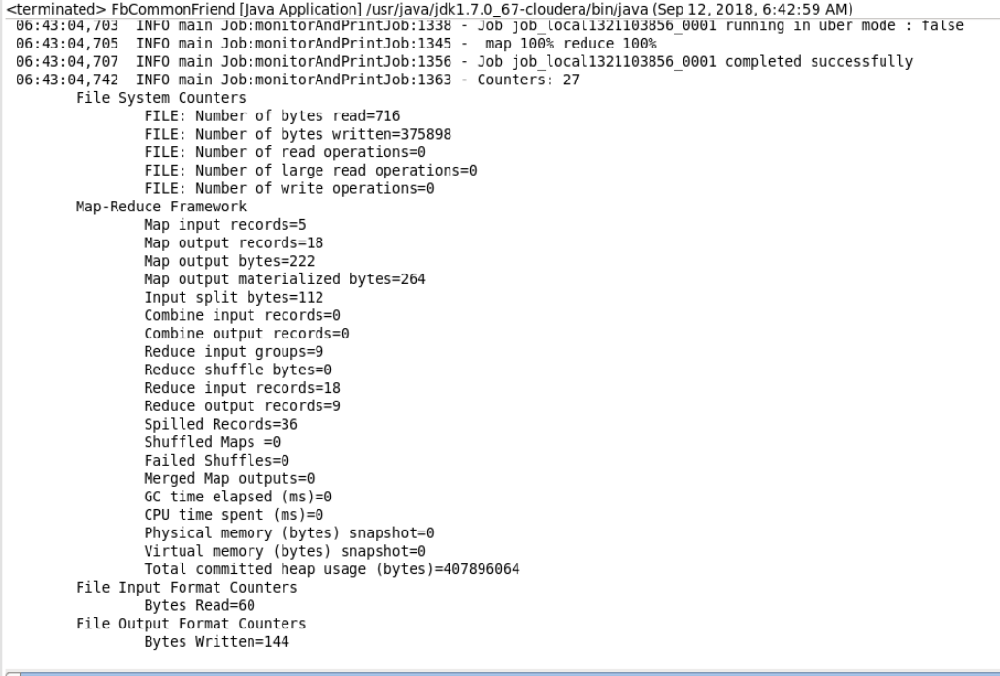 <terminated> FbCommonFriend [Java Application] /usr/java/jdk1.7.0_67-cloudera/bin/java (Sep 12, 2018, 6:42:59 AM)
06:43:04,703  INFO main Job:monitorAndPrintJob:1338 - Job job_local1321103856_0001 running in uber mode : false
06:43:04,705  INFO main Job:monitorAndPrintJob:1345 -  map 100% reduce 100%
06:43:04,707  INFO main Job:monitorAndPrintJob:1356 - Job job_local1321103856_0001 completed successfully
06:43:04,742  INFO main Job:monitorAndPrintJob:1363 - Counters: 27
File System Counters
FILE: Number of bytes read=716
FILE: Number of bytes written=375898
FILE: Number of read operations=0
FILE: Number of large read operations=0
FILE: Number of write operations=0
Map-Reduce Framework
Map input records=5
Map output records=18
Map output bytes=222
Map output materialized bytes=264
Input split bytes=112
Combine input records=0
Combine output records=0
Reduce input groups=9
Reduce shuffle bytes=0
Reduce input records=18
Reduce output records=9
Spilled Records=36
Shuffled Maps =0
Failed Shuffles=0
Merged Map outputs=0
GC time elapsed (ms)=0
CPU time spent (ms)=0
Physical memory (bytes) snapshot=0
Virtual memory (bytes) snapshot=0
Total committed heap usage (bytes)=407896064
File Input Format Counters
Bytes Read=60
File Output Format Counters
Bytes Written=144